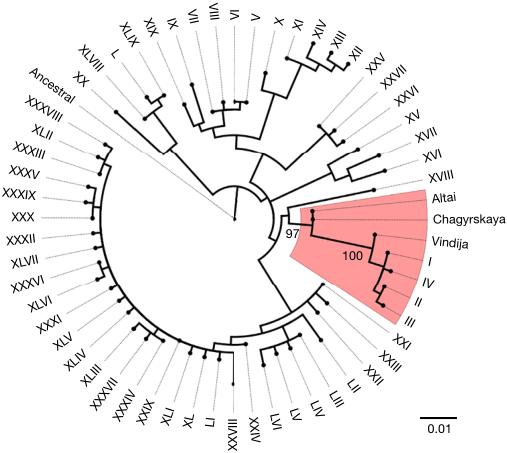 Ancestral
XX
XLVIII
L
XLIX
XIX
IX
VII
VIII
VI
V
X
XI
XIV
XIII
XII
XXV
XXVII
XXVI
XV
XVII
XVI
XVIII
Altai
Chagyrskaya
Vindija
I
IV
II
III
XXI
XXIII
XXII
LI
LIII
LIV
LV
LVI
XXIV
XXVIII
LI
XL
XLI
XXIX
XXXIV
XXXVII
XLIII
XLIV
XLV
XXXI
XLVI
XXXVI
XLVII
XXXII
XXX
XXXIX
XXXV
XXXIII
XLII
XXXVIII
97
100
0.01